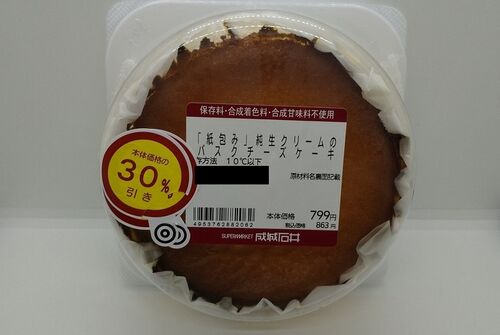 保存料・合成着色料・合成甘味料不使用
「紙包み」純生クリームの
バスクチーズケーキ
存方法 10℃以下
原材料名裏面記載
本体価格 799円
税込価格 863円
4953762882062
SUPERMARKET 成城石井
本体価格の
30%
引き